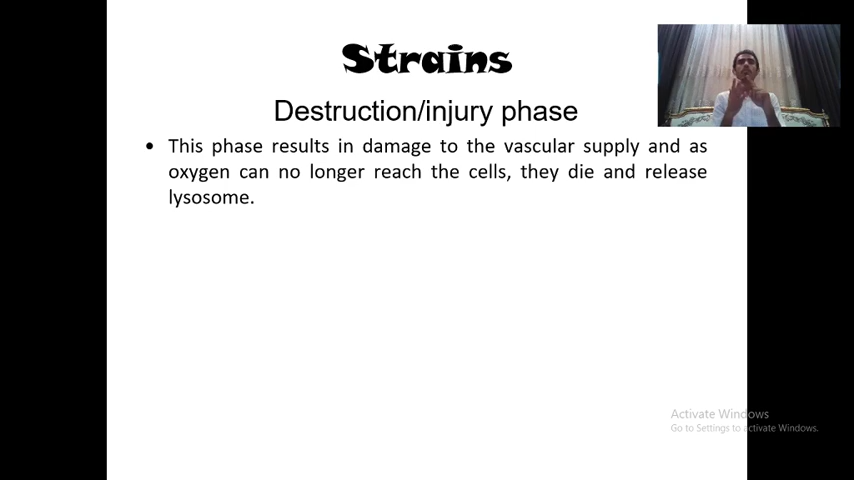 Strains
Destruction/injury phase
• This phase results in damage to the vascular supply and as
oxygen can no longer reach the cells, they die and release
lysosome.
Activate Windows
Go to Settings to activate Windows.